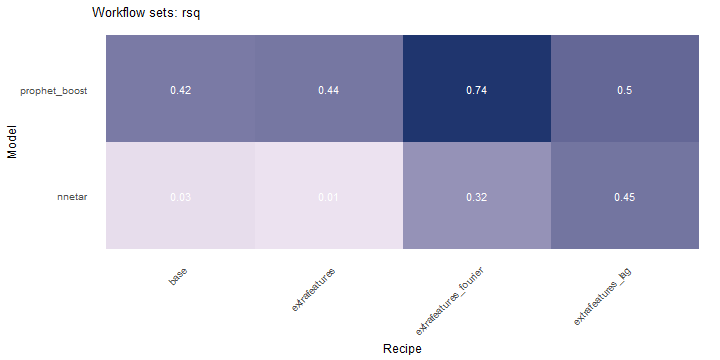 Workflow sets: rsq
Model
prophet_boost
0.42 0.44 0.74 0.5
nnetar
0.03 0.01 0.32 0.45
base extrafeatures extrafeatures_fourier extrafeatures_lag
Recipe